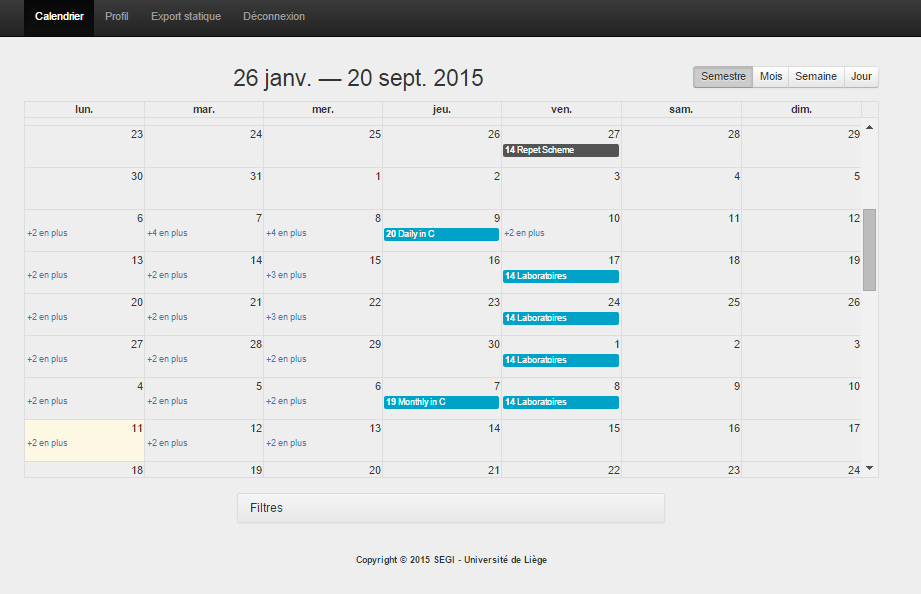 Calendrier Profil Export statique Déconnexion
26 janv. — 20 sept. 2015 Semestre Mois Semaine Jour
lun. mar. mer. jeu. ven. sam. dim.
23 24 25 26 27 28 29
14 Repet Scheme
30 31 1 2 3 4 5
6 7 8 9 10 11 12
+2 en plus +4 en plus +4 en plus 20 Daily in C +2 en plus
13 14 15 16 17 18 19
+2 en plus +2 en plus +3 en plus 14 Laboratoires
20 21 22 23 24 25 26
+2 en plus +2 en plus +3 en plus 14 Laboratoires
27 28 29 30 1 2 3
+2 en plus +2 en plus +2 en plus 14 Laboratoires
4 5 6 7 8 9 10
+2 en plus +2 en plus +2 en plus 19 Monthly in C 14 Laboratoires
11 12 13 14 15 16 17
+2 en plus +2 en plus +2 en plus
18 19 20 21 22 23 24
Filtres
Copyright © 2015 SEGI - Université de Liège